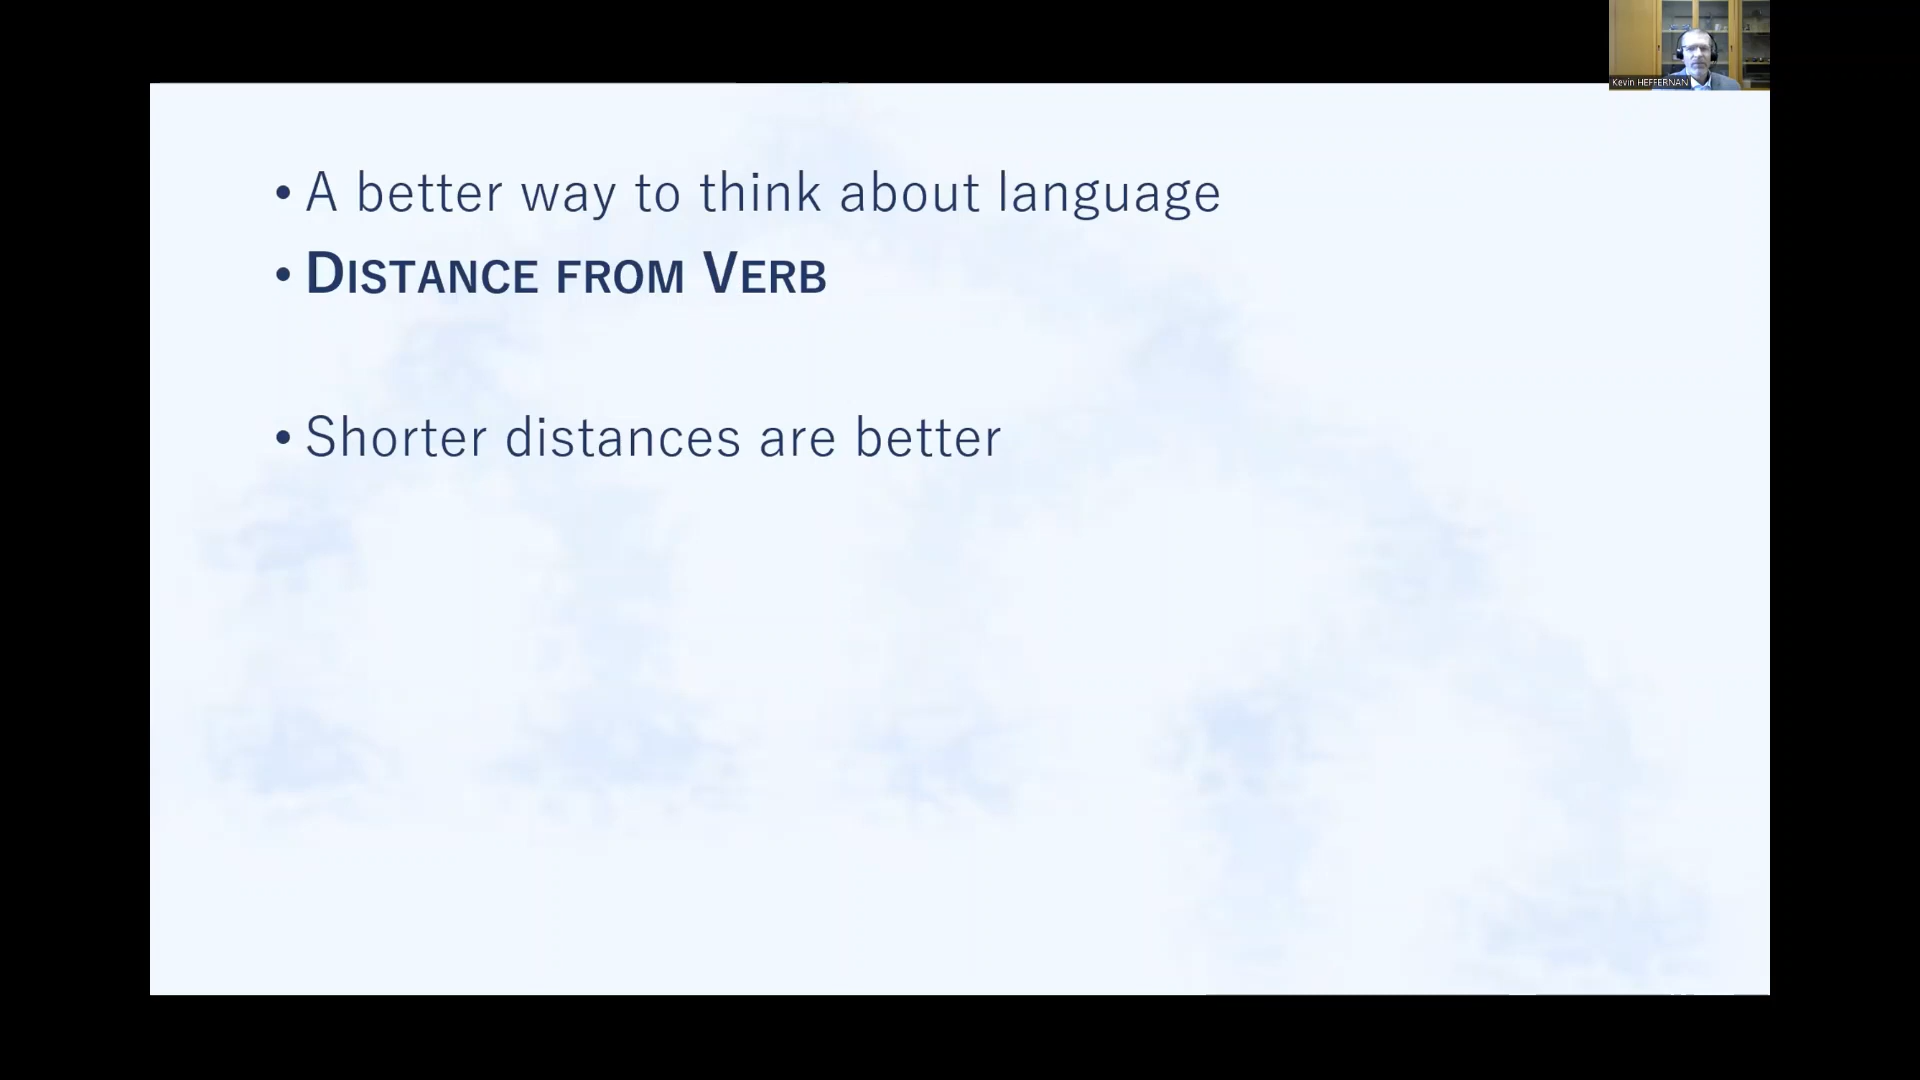 Kevin HEFFERNAN
• A better way to think about language
• DISTANCE FROM VERB
• Shorter distances are better